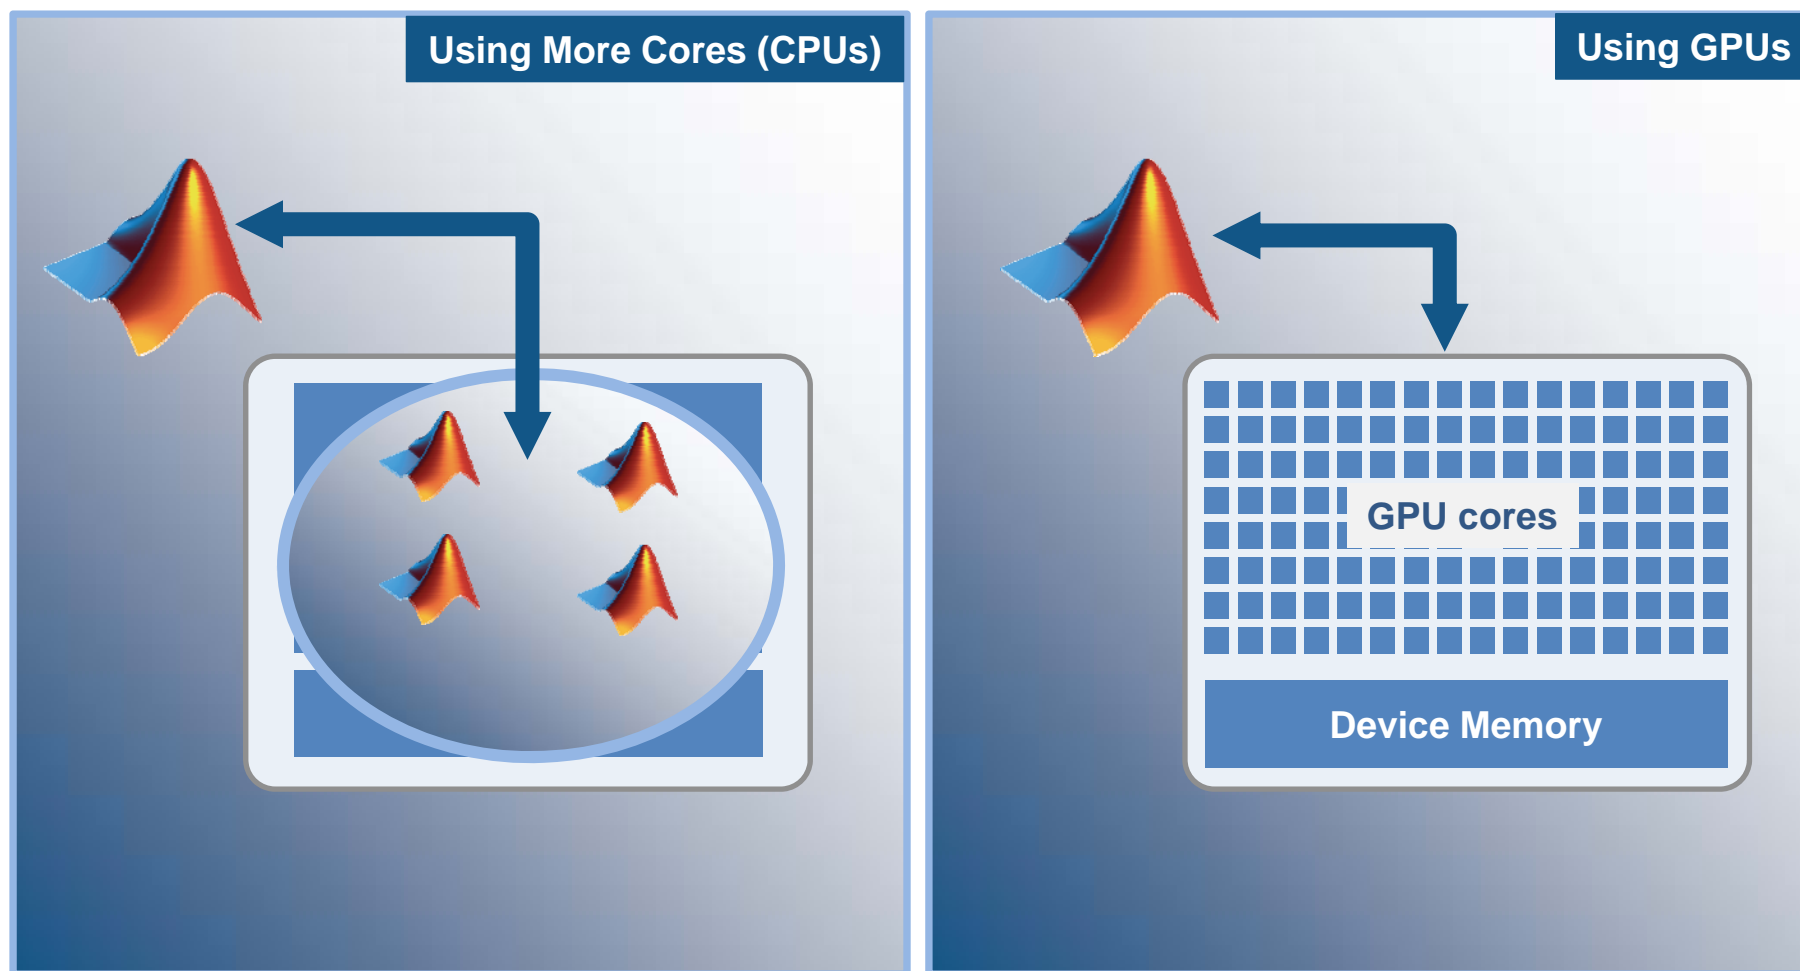 Using More Cores (CPUs)
Using GPUs
GPU cores
Device Memory